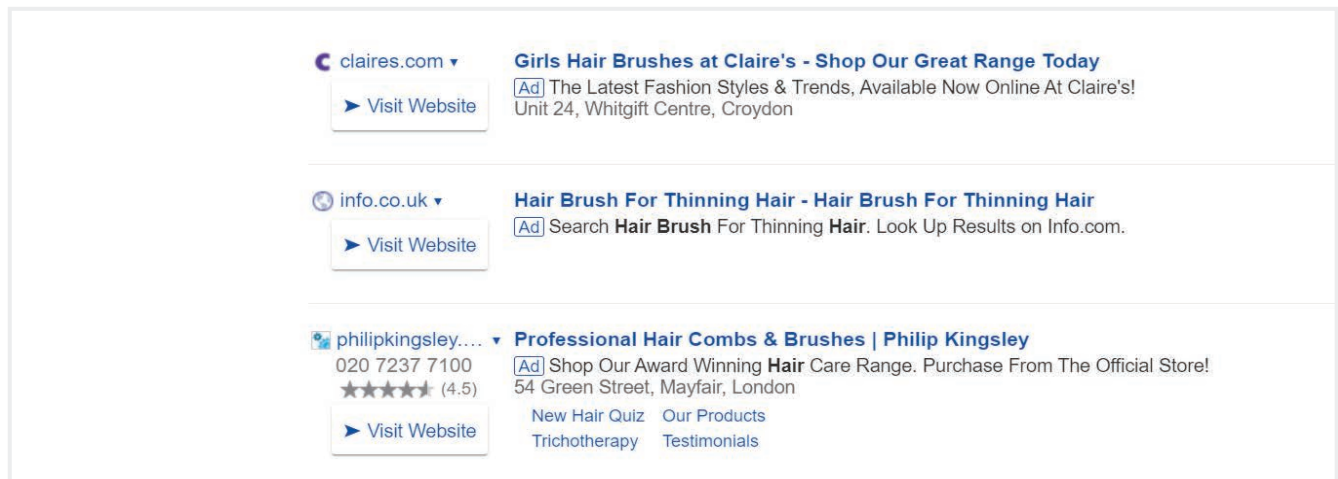 claires.com ▾
Girls Hair Brushes at Claire's - Shop Our Great Range Today
Ad The Latest Fashion Styles & Trends, Available Now Online At Claire's!
Unit 24, Whitgift Centre, Croydon
➤ Visit Website
info.co.uk ▾
Hair Brush For Thinning Hair - Hair Brush For Thinning Hair
Ad Search Hair Brush For Thinning Hair. Look Up Results on Info.com.
➤ Visit Website
philipkingsley.... ▾
020 7237 7100
(4.5)
➤ Visit Website
Professional Hair Combs & Brushes | Philip Kingsley
Ad Shop Our Award Winning Hair Care Range. Purchase From The Official Store!
54 Green Street, Mayfair, London
New Hair Quiz Our Products
Trichotherapy Testimonials